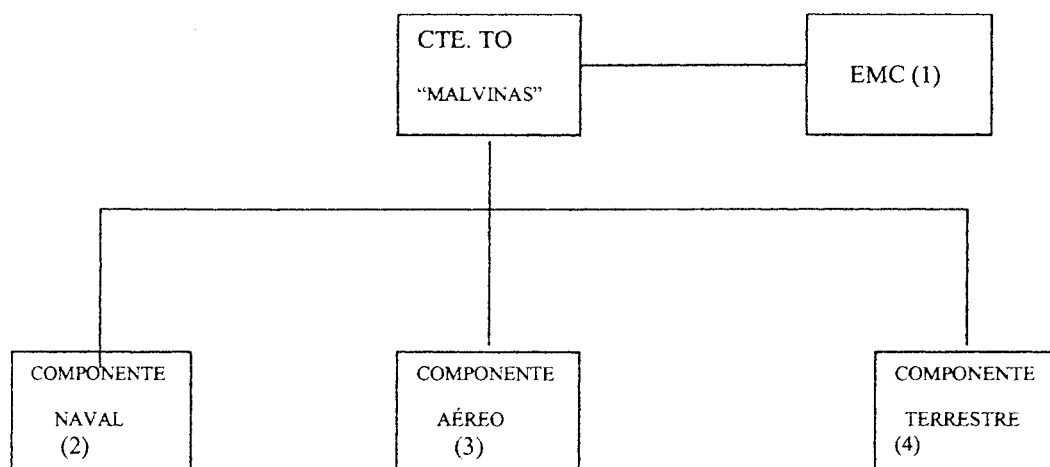 CTE. TO
“MALVINAS”
EMC (1)
COMPONENTE
NAVAL
(2)
COMPONENTE
AÉREO
(3)
COMPONENTE
TERRESTRE
(4)